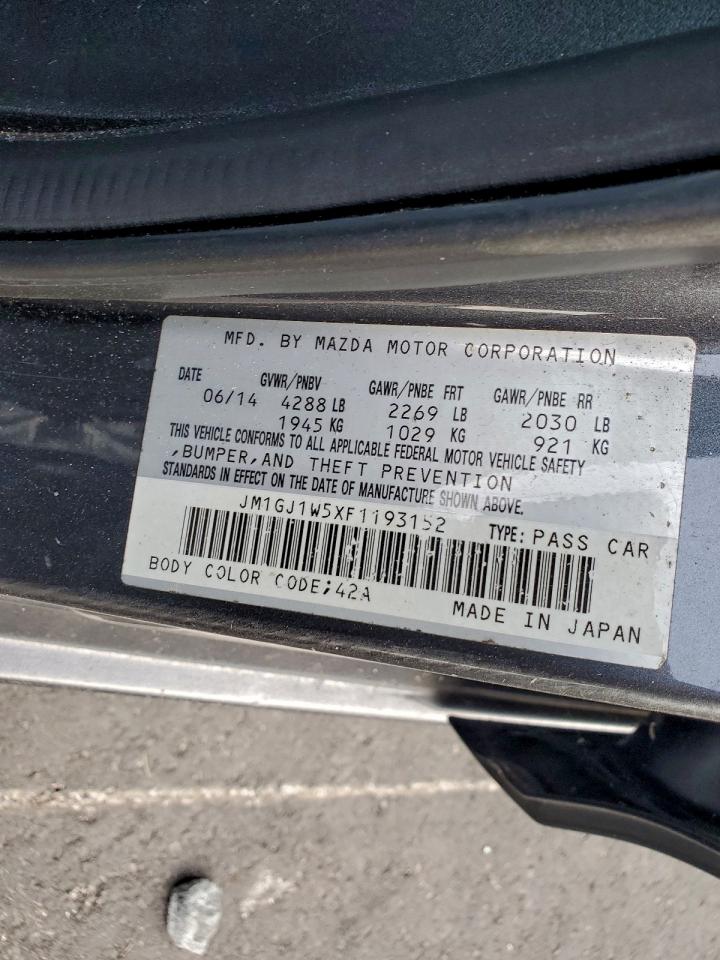 MFD. BY MAZDA MOTOR CORPORATION
DATE GVWR/PNBV GAWR/PNBE FRT GAWR/PNBE RR
06/14 4288 LB 2269 LB 2030 LB
1945 KG 1029 KG 921 KG
THIS VEHICLE CONFORMS TO ALL APPLICABLE FEDERAL MOTOR VEHICLE SAFETY
,BUMPER,AND THEFT PREVENTION
STANDARDS IN EFFECT ON THE DATE OF MANUFACTURE SHOWN ABOVE.
JM1GJ1W5XF1193152 TYPE: PASS CAR
BODY COLOR CODE;42A
MADE IN JAPAN